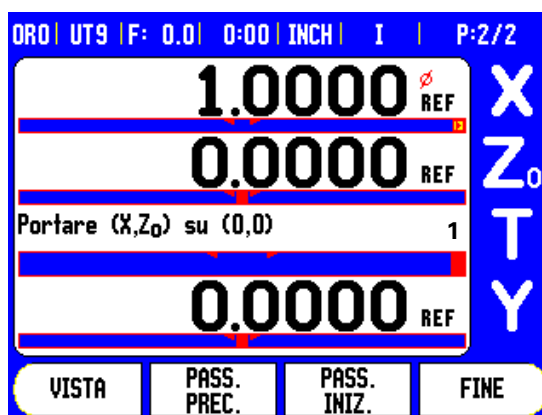 ORO| UT9 |F: 0.0| 0:00 | INCH | I | P:2/2
1.0000 Ø REF X
0.0000 REF Z0
Portare (X,Z0) su (0,0) 1 T
0.0000 REF Y
VISTA PASS. PREC. PASS. INIZ. FINE